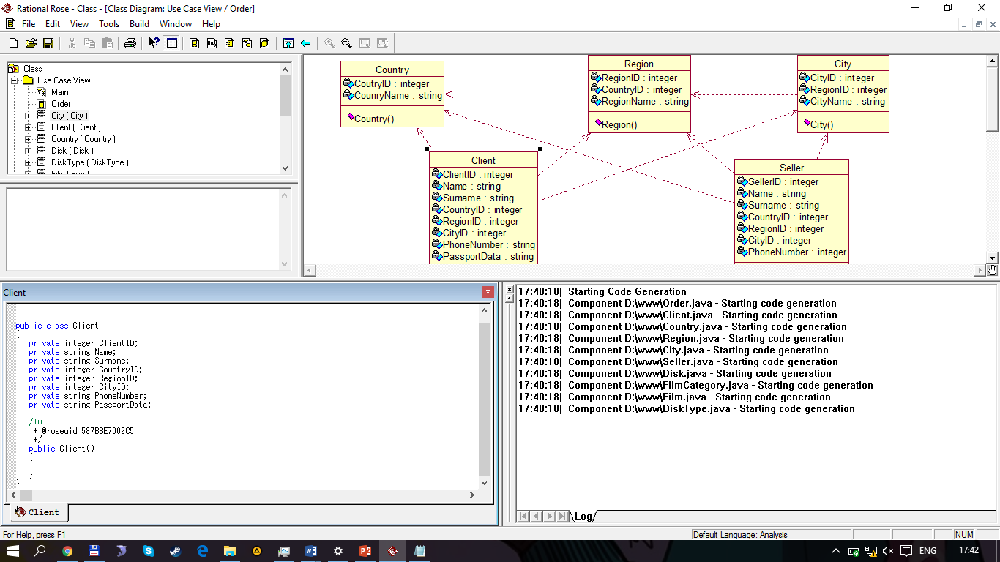 Rational Rose - Class - [Class Diagram: Use Case View / Order]
File Edit View Tools Build Window Help
Class
Use Case View
Main
Order
City ( City )
Client ( Client )
Country ( Country )
Disk ( Disk )
DiskType ( DiskType )
Film ( Film )
Country
CoutryID : integer
CounryName : string
Country()
Region
RegionID : integer
CountryID : integer
RegionName : string
Region()
City
CityID : integer
RegionID : integer
CityName : string
City()
Client
ClientID : integer
Name : string
Surname : string
CountryID : integer
RegionID : integer
CityID : integer
PhoneNumber : string
PassportData : string
Seller
SellerID : integer
Name : string
Surname : string
CountryID : integer
RegionID : integer
CityID : integer
PhoneNumber : integer
Client
public class Client
{
private integer ClientID;
private string Name;
private string Surname;
private integer CountryID;
private integer RegionID;
private integer CityID;
private string PhoneNumber;
private string PassportData;
/**
* @roseuid 587BBE7002C5
*/
public Client()
{
}
}
Client
17:40:18| Starting Code Generation
17:40:18| Component D:\www\Order.java - Starting code generation
17:40:18| Component D:\www\Client.java - Starting code generation
17:40:18| Component D:\www\Country.java - Starting code generation
17:40:18| Component D:\www\Region.java - Starting code generation
17:40:18| Component D:\www\City.java - Starting code generation
17:40:18| Component D:\www\Seller.java - Starting code generation
17:40:18| Component D:\www\Disk.java - Starting code generation
17:40:18| Component D:\www\FilmCategory.java - Starting code generation
17:40:18| Component D:\www\Film.java - Starting code generation
17:40:18| Component D:\www\DiskType.java - Starting code generation
Log
For Help, press F1
Default Language: Analysis
NUM
ENG
17:42